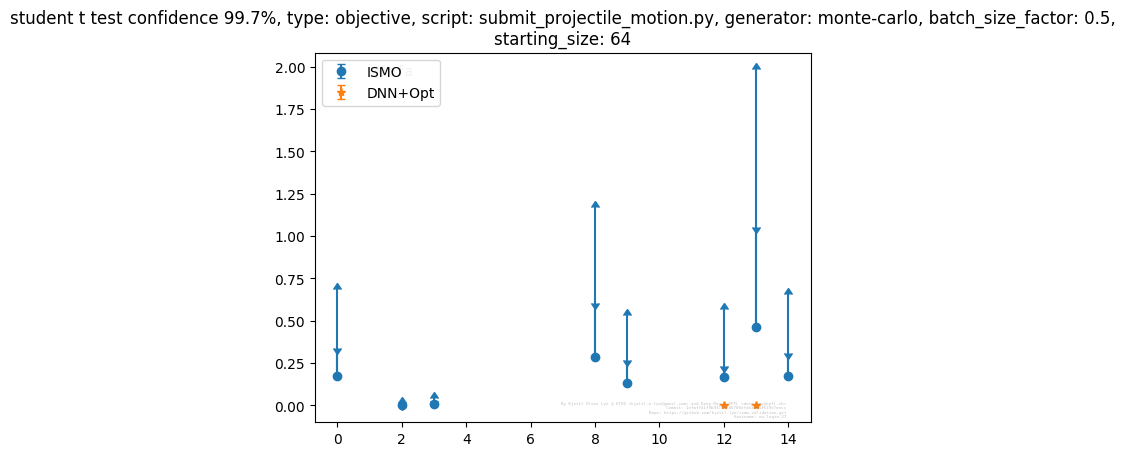 student t test confidence 99.7%, type: objective, script: submit_projectile_motion.py, generator: monte-carlo, batch_size_factor: 0.5,
starting_size: 64
2.00
ISMO
DNN+Opt
1.75
1.50
1.25
1.00
0.75
0.50
0.25
0.00
0 2 4 6 8 10 12 14